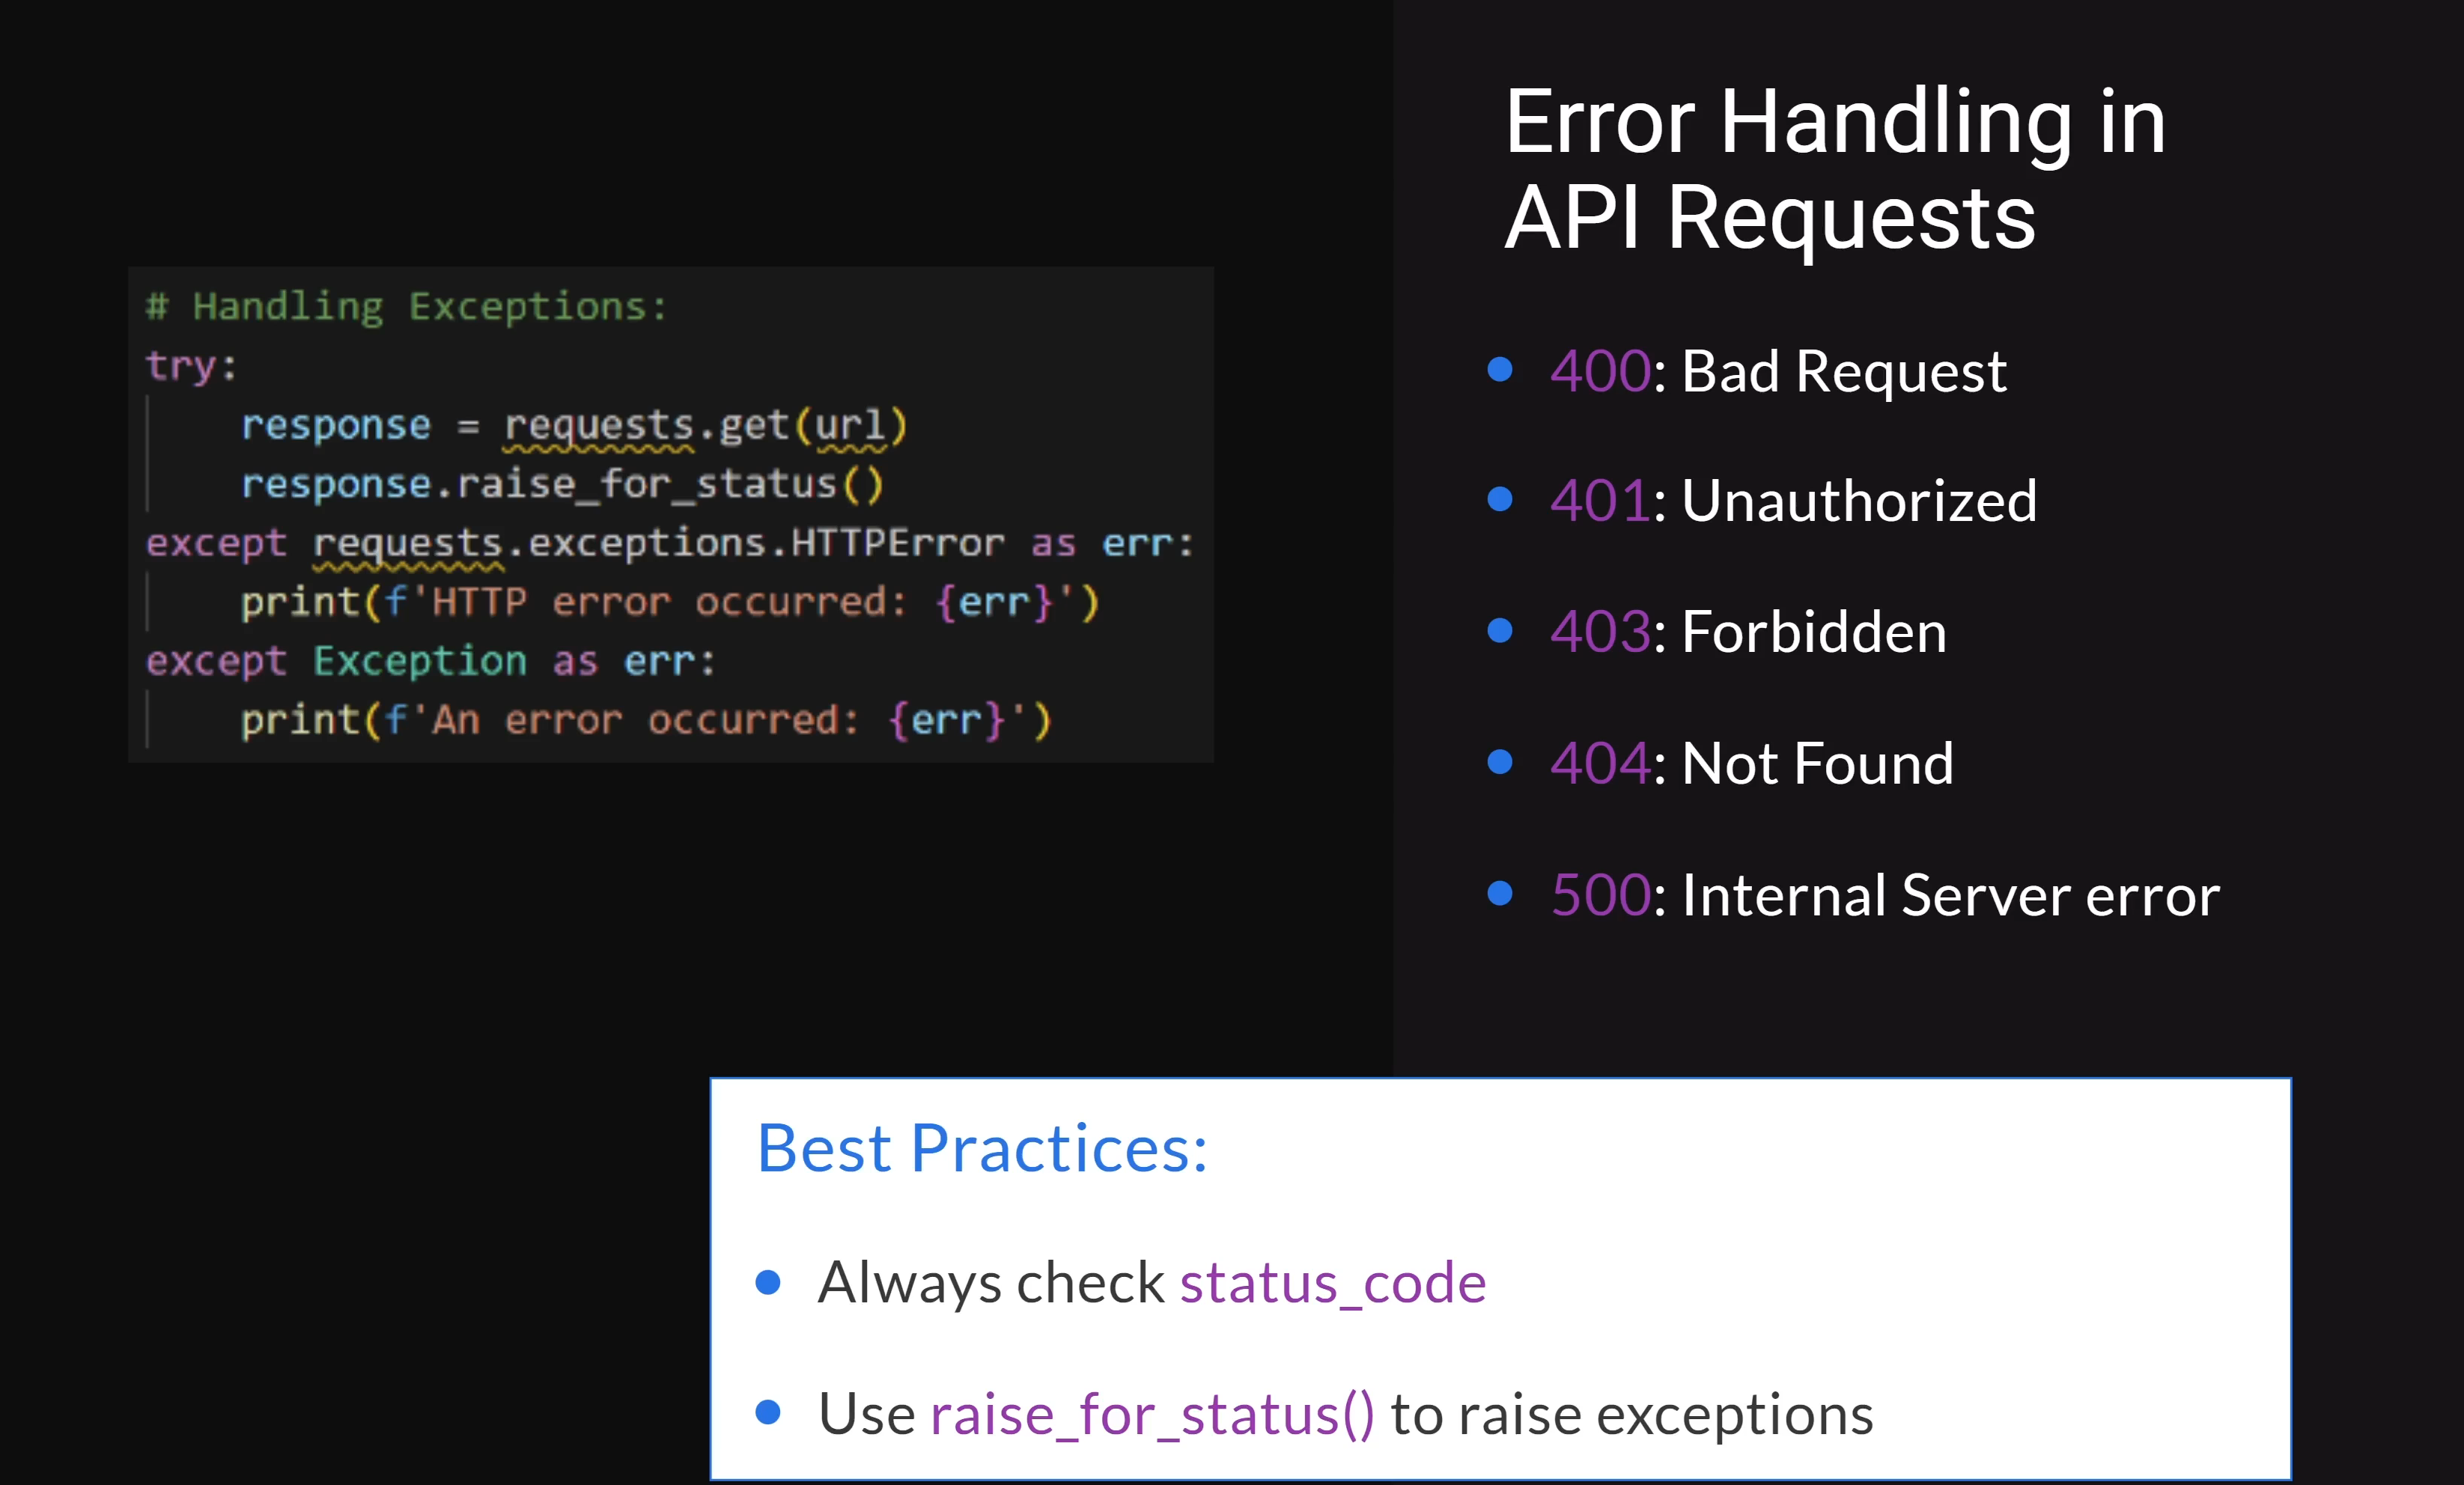 # Handling Exceptions:
try:
    response = requests.get(url)
    response.raise_for_status()
except requests.exceptions.HTTPError as err:
    print(f'HTTP error occurred: {err}')
except Exception as err:
    print(f'An error occurred: {err}')
Error Handling in
API Requests
400: Bad Request
401: Unauthorized
403: Forbidden
404: Not Found
500: Internal Server error
Best Practices:
Always check status_code
Use raise_for_status() to raise exceptions